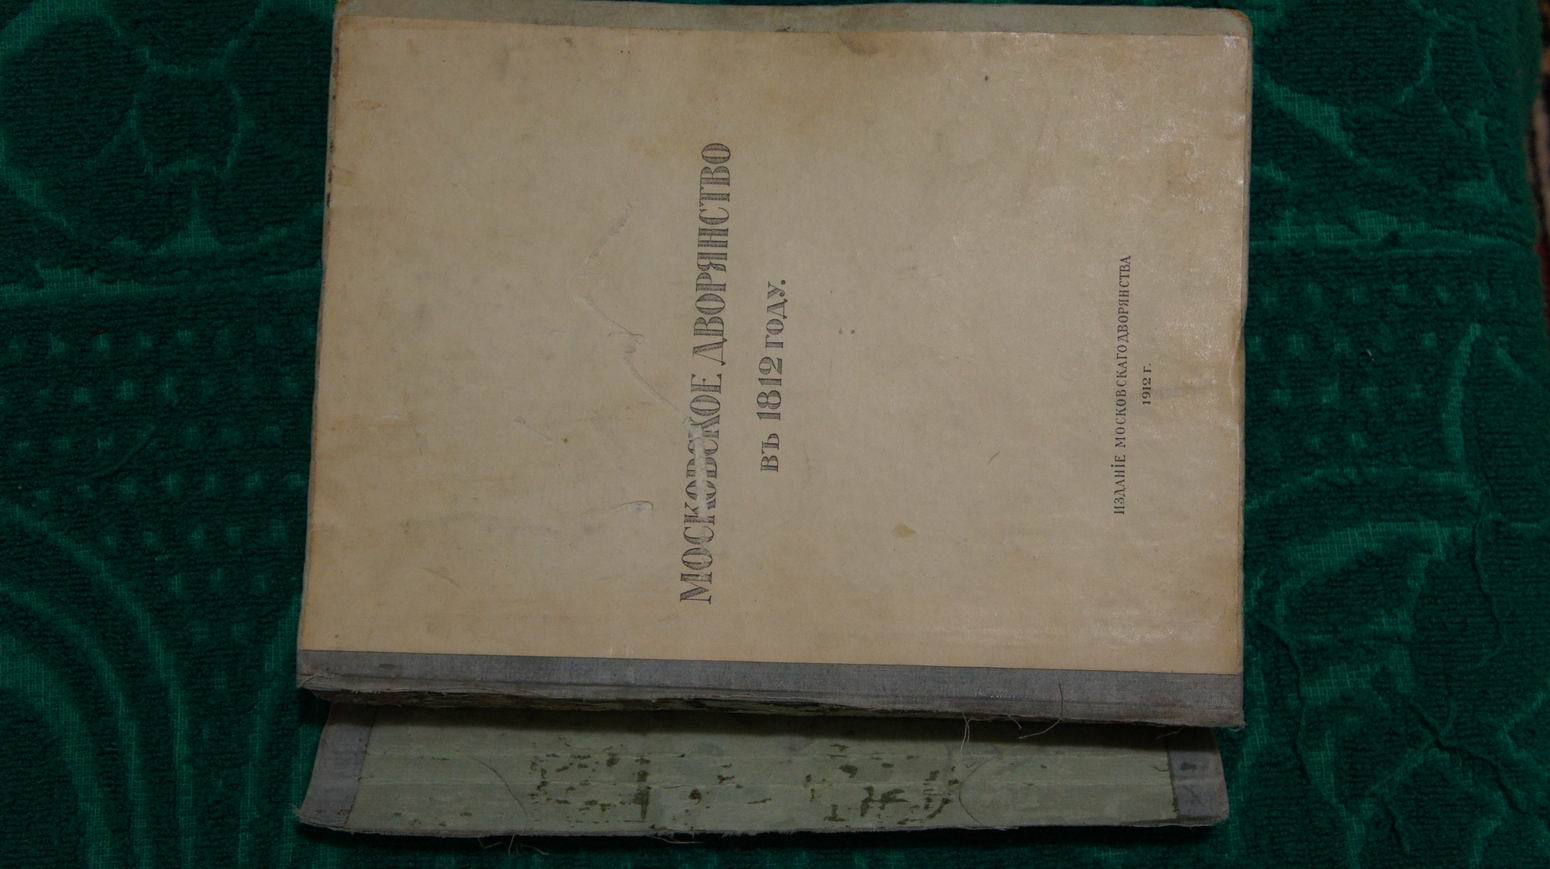 МОСКОВСКОЕ ДВОРЯНСТВО
ВЪ 1812 ГОДУ.
ИЗДАНІЕ МОСКОВСКАГО ДВОРЯНСТВА
1912 Г.